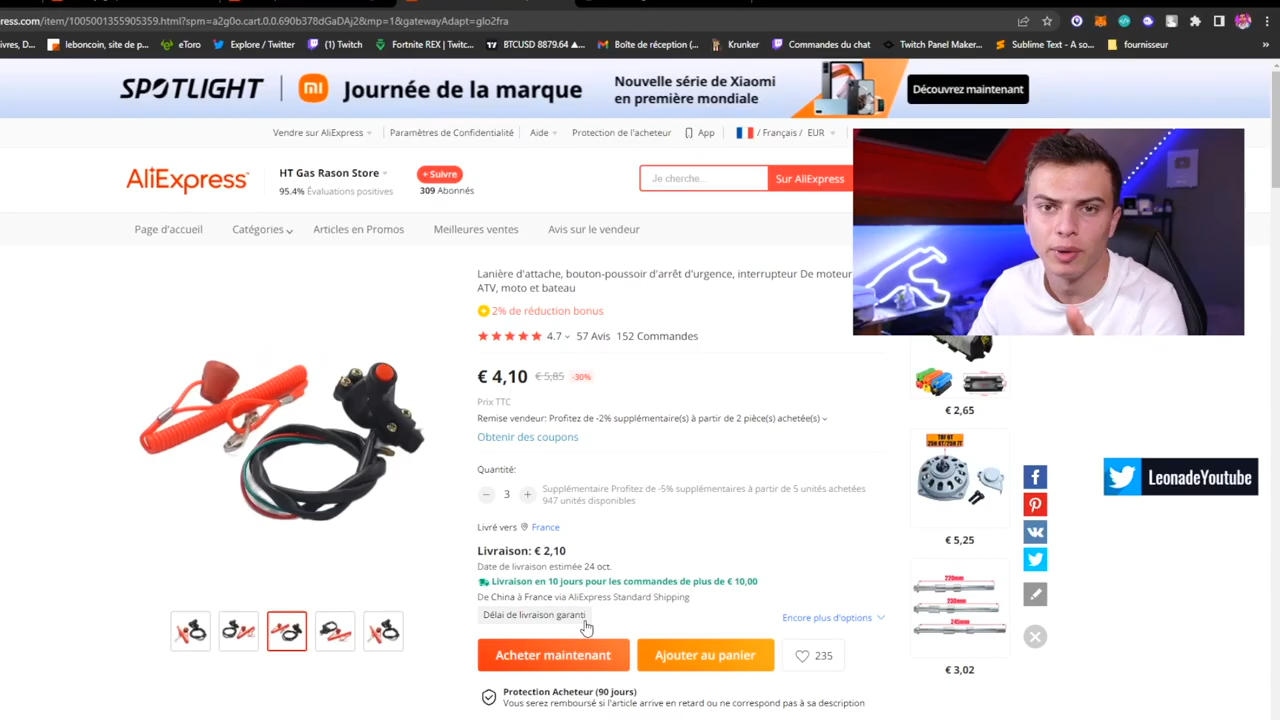 press.com/item/1005001355905359.html?spm=a2g0o.cart.0.0.690b378dGaDAj2&mp=1&gatewayAdapt=glo2fra
ivres, D...
leboncoin, site de p...
eToro
Explore / Twitter
(1) Twitch
Fortnite REX | Twitc...
BTCUSD 8879.64 ▲...
Boîte de réception (...
Krunker
Commandes du chat
Twitch Panel Maker...
Sublime Text - A so...
fournisseur
»
SPOTLIGHT
Journée de la marque
Nouvelle série de Xiaomi
en première mondiale
Découvrez maintenant
Vendre sur AliExpress
Paramètres de Confidentialité
Aide
Protection de l'acheteur
App
/ Français / EUR
AliExpress
HT Gas Rason Store
95.4% Évaluations positives
+ Suivre
309 Abonnés
Je cherche...
Sur AliExpress
Page d'accueil
Catégories
Articles en Promos
Meilleures ventes
Avis sur le vendeur
Lanière d'attache, bouton-poussoir d'arrêt d'urgence, interrupteur De moteur
ATV, moto et bateau
2% de réduction bonus
4.7
57 Avis
152 Commandes
€ 4,10
€ 5,85
-30%
Prix TTC
Remise vendeur: Profitez de -2% supplémentaire(s) à partir de 2 pièce(s) achetée(s)
Obtenir des coupons
Quantité:
3
Supplémentaire Profitez de -5% supplémentaires à partir de 5 unités achetées
947 unités disponibles
Livré vers
France
Livraison: € 2,10
Date de livraison estimée 24 oct.
Livraison en 10 jours pour les commandes de plus de € 10,00
De China à France via AliExpress Standard Shipping
Délai de livraison garanti
Encore plus d'options
Acheter maintenant
Ajouter au panier
235
Protection Acheteur (90 jours)
Vous serez remboursé si l'article arrive en retard ou ne correspond pas à sa description
€ 2,65
€ 5,25
220mm
230mm
245mm
€ 3,02
LeonadeYoutube